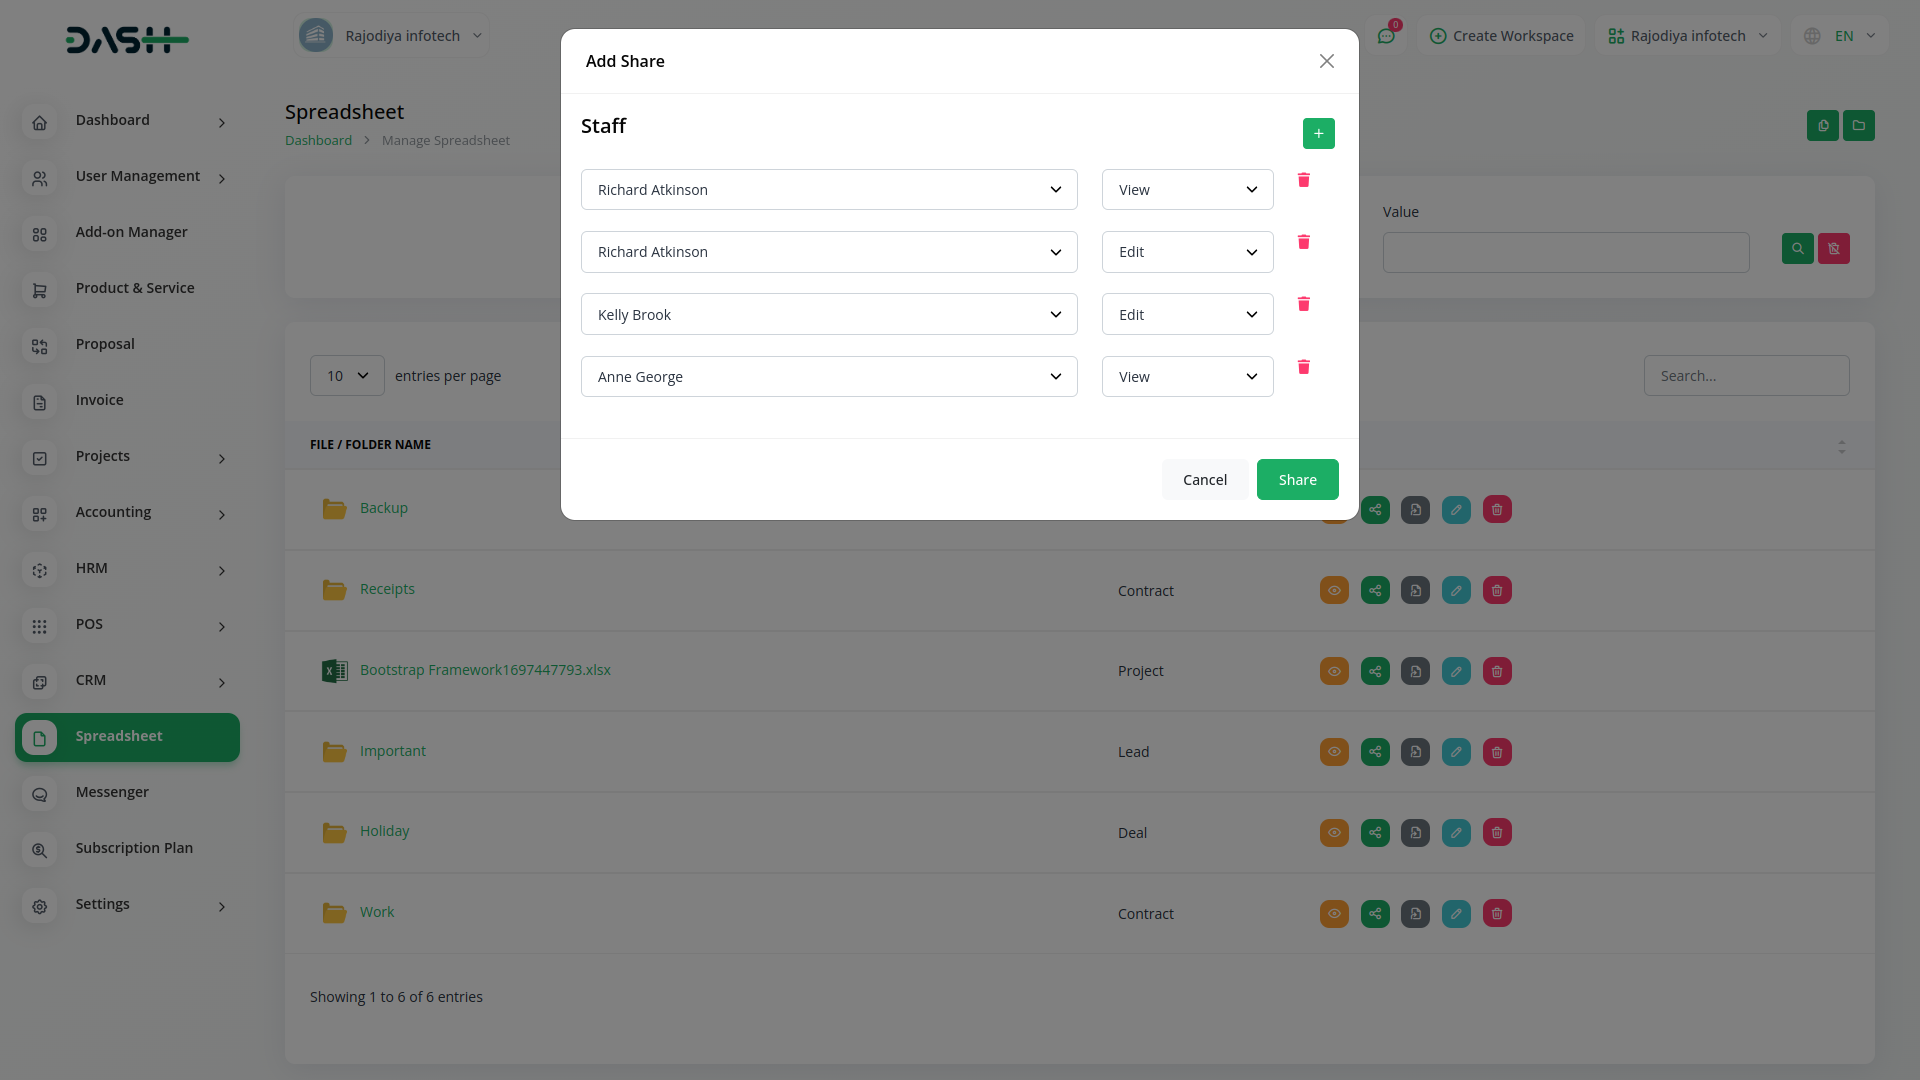 DASH
Rajodiya infotech
0
Create Workspace
Rajodiya infotech
EN
Dashboard
User Management
Add-on Manager
Product & Service
Proposal
Invoice
Projects
Accounting
HRM
POS
CRM
Spreadsheet
Messenger
Subscription Plan
Settings
Spreadsheet
Dashboard > Manage Spreadsheet
Value
10 entries per page
Search...
FILE / FOLDER NAME
Backup
Receipts Contract
Bootstrap Framework1697447793.xlsx Project
Important Lead
Holiday Deal
Work Contract
Showing 1 to 6 of 6 entries
Add Share
Staff
+
Richard Atkinson View
Richard Atkinson Edit
Kelly Brook Edit
Anne George View
Cancel Share